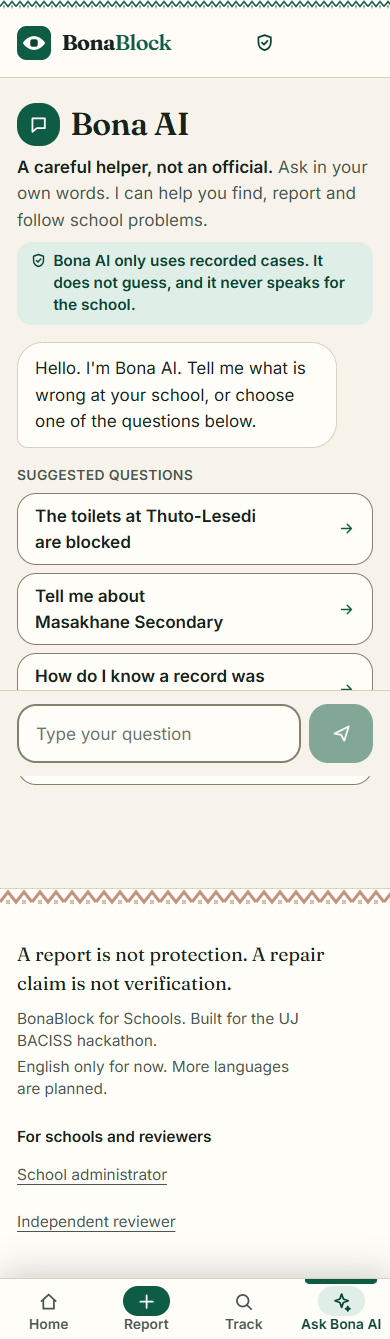 BonaBlock
Bona AI
A careful helper, not an official. Ask in your
own words. I can help you find, report and
follow school problems.
Bona AI only uses recorded cases. It
does not guess, and it never speaks for
the school.
Hello. I'm Bona AI. Tell me what is
wrong at your school, or choose
one of the questions below.
SUGGESTED QUESTIONS
The toilets at Thuto-Lesedi
are blocked
Tell me about
Masakhane Secondary
How do I know a record was
Type your question
A report is not protection. A repair
claim is not verification.
BonaBlock for Schools. Built for the UJ
BACISS hackathon.
English only for now. More languages
are planned.
For schools and reviewers
School administrator
Independent reviewer
Home
Report
Track
Ask Bona AI